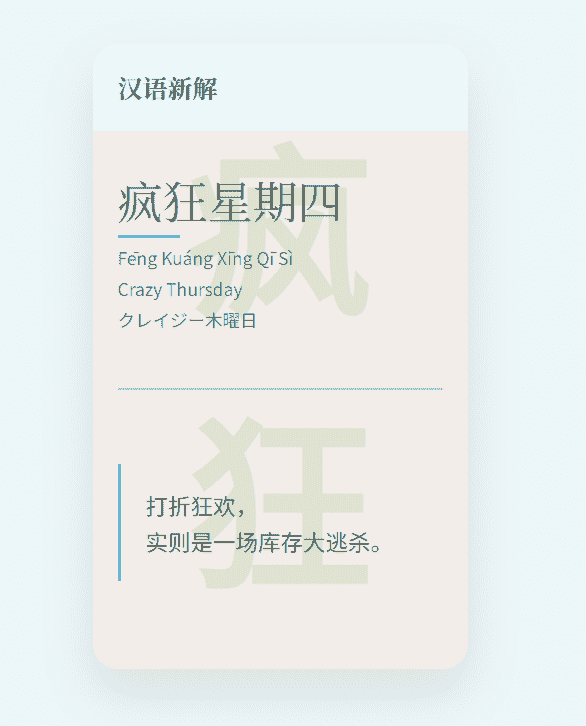 汉语新解
疯狂星期四
Fēng Kuáng Xīng Qī Sì
Crazy Thursday
クレイジー木曜日
打折狂欢，
实则是一场库存大逃杀。
疯
狂